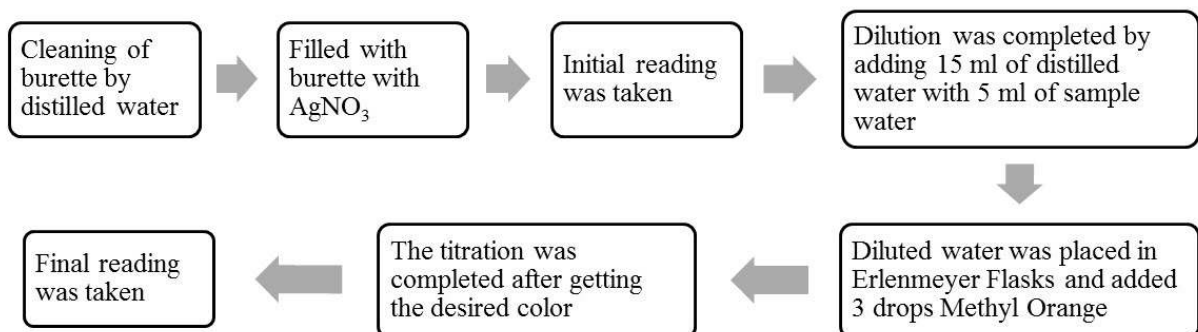 Cleaning of
burette by
distilled water
Filled with
burette with
AgNO₃
Initial reading
was taken
Dilution was completed by
adding 15 ml of distilled
water with 5 ml of sample
water
Diluted water was placed in
Erlenmeyer Flasks and added
3 drops Methyl Orange
The titration was
completed after getting
the desired color
Final reading
was taken